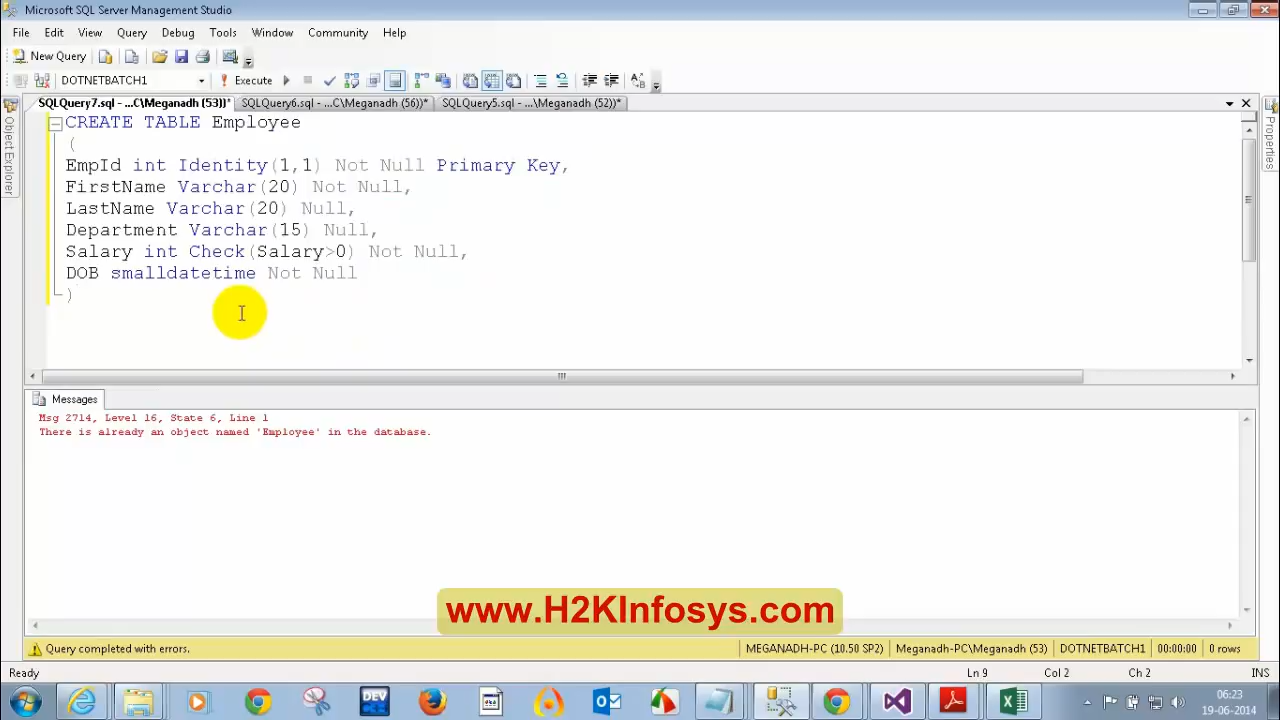 Microsoft SQL Server Management Studio
File Edit View Query Debug Tools Window Community Help
New Query
DOTNETBATCH1 Execute
SQLQuery7.sql - ...C\Meganadh (53))* SQLQuery6.sql - ...C\Meganadh (56))* SQLQuery5.sql - ...\Meganadh (52))*
Object Explorer
Properties
CREATE TABLE Employee
(
EmpId int Identity(1,1) Not Null Primary Key,
FirstName Varchar(20) Not Null,
LastName Varchar(20) Null,
Department Varchar(15) Null,
Salary int Check(Salary>0) Not Null,
DOB smalldatetime Not Null
)
Messages
Msg 2714, Level 16, State 6, Line 1
There is already an object named 'Employee' in the database.
www.H2KInfosys.com
Query completed with errors. MEGANADH-PC (10.50 SP2) Meganadh-PC\Meganadh (53) DOTNETBATCH1 00:00:00 0 rows
Ready Ln 9 Col 2 Ch 2 INS
DEV
06:23
19-06-2014